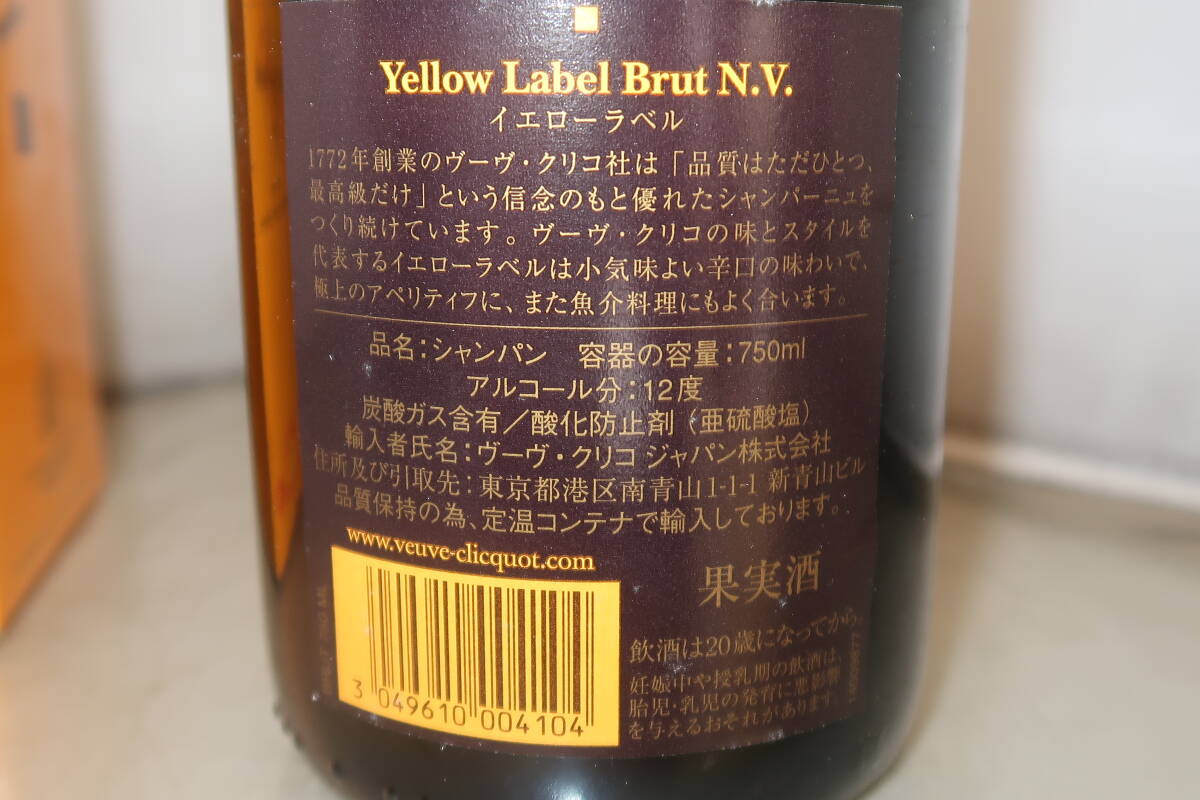 Yellow Label Brut N.V.
イエローラベル
1772年創業のヴーヴ・クリコ社は「品質はただひとつ、
最高級だけ」という信念のもと優れたシャンパーニュを
つくり続けています。ヴーヴ・クリコの味とスタイルを
代表するイエローラベルは小気味よい辛口の味わいで、
極上のアペリティフに、また魚介料理にもよく合います。
品名:シャンパン 容器の容量:750ml
アルコール分:12度
炭酸ガス含有/酸化防止剤(亜硫酸塩)
輸入者氏名:ヴーヴ・クリコ ジャパン株式会社
住所及び引取先:東京都港区南青山1-1-1 新青山ビル
品質保持の為、定温コンテナで輸入しております。
www.veuve-clicquot.com
果実酒
飲酒は20歳になってから。
妊娠中や授乳期の飲酒は、
胎児・乳児の発育に悪影響
を与えるおそれがあります。
3 049610 004104